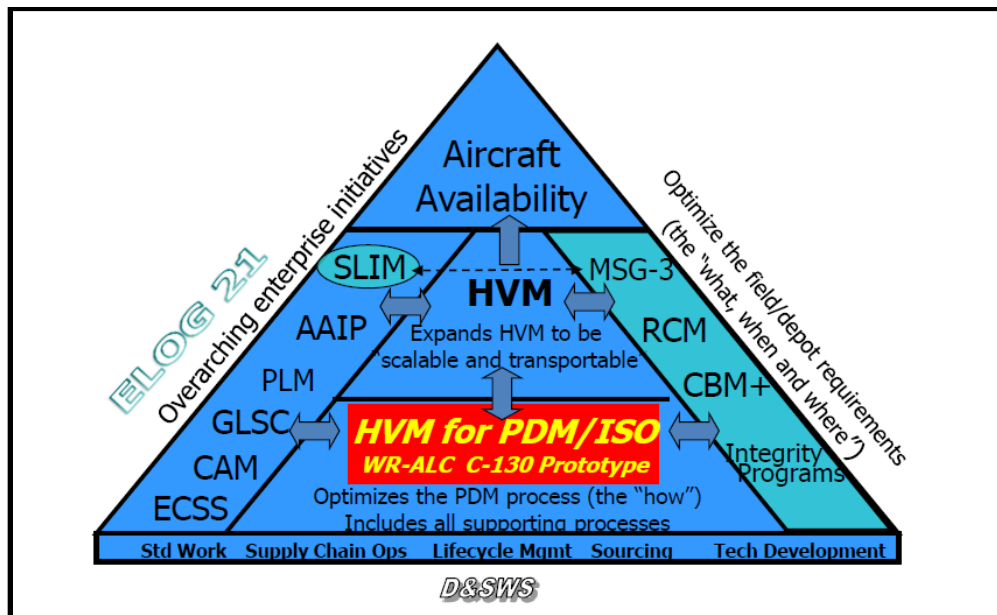 Aircraft
Availability
ELOG 21
Overarching enterprise initiatives
Optimize the field/depot requirements
(the “what, when and where”)
SLIM
AAIP
PLM
GLSC
CAM
ECSS
HVM
Expands HVM to be
“scalable and transportable
MSG-3
RCM
CBM+
Integrity
Programs
HVM for PDM/ISO
WR-ALC C-130 Prototype
Optimizes the PDM process (the “how”)
Includes all supporting processes
Std Work Supply Chain Ops Lifecycle Mgmt Sourcing Tech Development
D&SWS